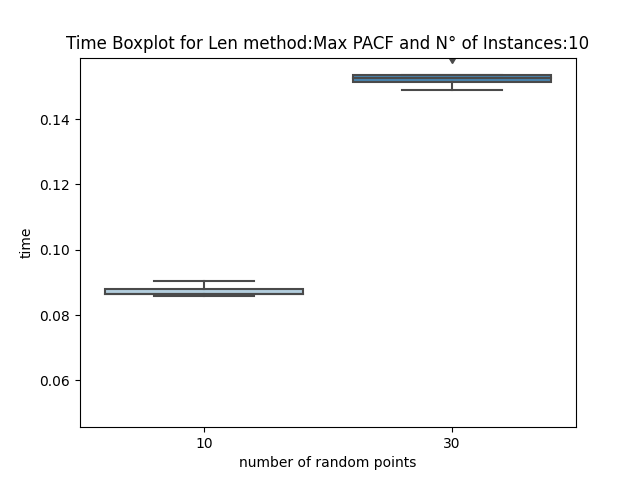 Time Boxplot for Len method:Max PACF and N° of Instances:10
0.14
0.12
0.10
0.08
0.06
time
10
30
number of random points